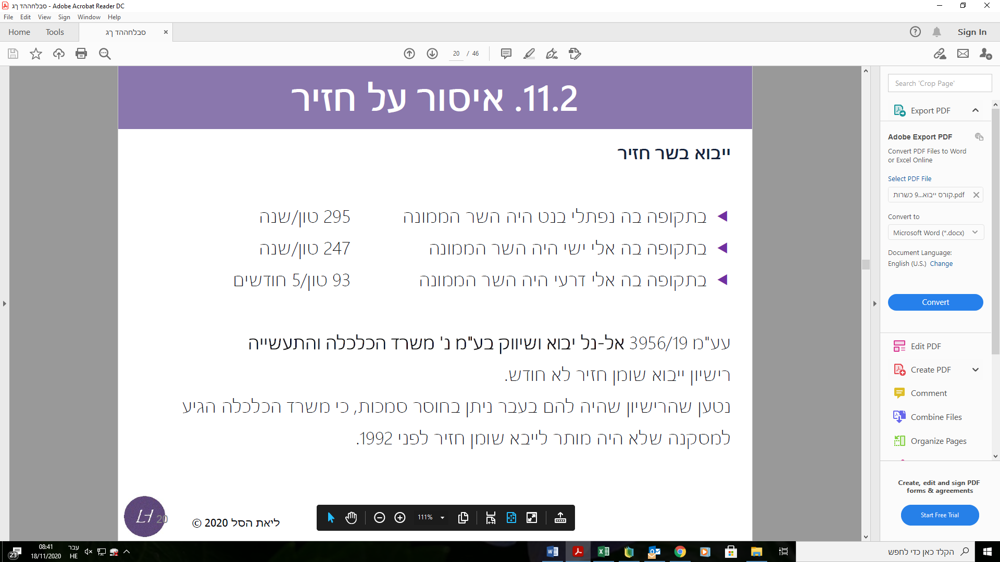 גך סבלחההד - Adobe Acrobat Reader DC
File Edit View Sign Window Help
Home Tools גך סבלחההד Sign In
20 / 46
11.2. איסור על חזיר
ייבוא בשר חזיר
בתקופה בה נפתלי בנט היה השר הממונה 295 טון/שנה
בתקופה בה אלי ישי היה השר הממונה 247 טון/שנה
בתקופה בה אלי דרעי היה השר הממונה 93 טון/5 חודשים
עע"מ 3956/19 אל-נל יבוא ושיווק בע"מ נ' משרד הכלכלה והתעשייה
רישיון ייבוא שומן חזיר לא חודש.
נטען שהרישיון שהיה להם בעבר ניתן בחוסר סמכות, כי משרד הכלכלה הגיע
למסקנה שלא היה מותר לייבא שומן חזיר לפני 1992.
LH 20
ליאת הסל 2020 ©
111%
Search 'Crop Page'
Export PDF
Adobe Export PDF
Convert PDF Files to Word
or Excel Online
Select PDF File
קורס ייבוא...9 כשרות.pdf
Convert to
Microsoft Word (*.docx)
Document Language:
English (U.S.) Change
Convert
Edit PDF
Create PDF
Comment
Combine Files
Organize Pages
Create, edit and sign PDF
forms & agreements
Start Free Trial
23
08:41
18/11/2020
עבר
HE
הקלד כאן כדי לחפש